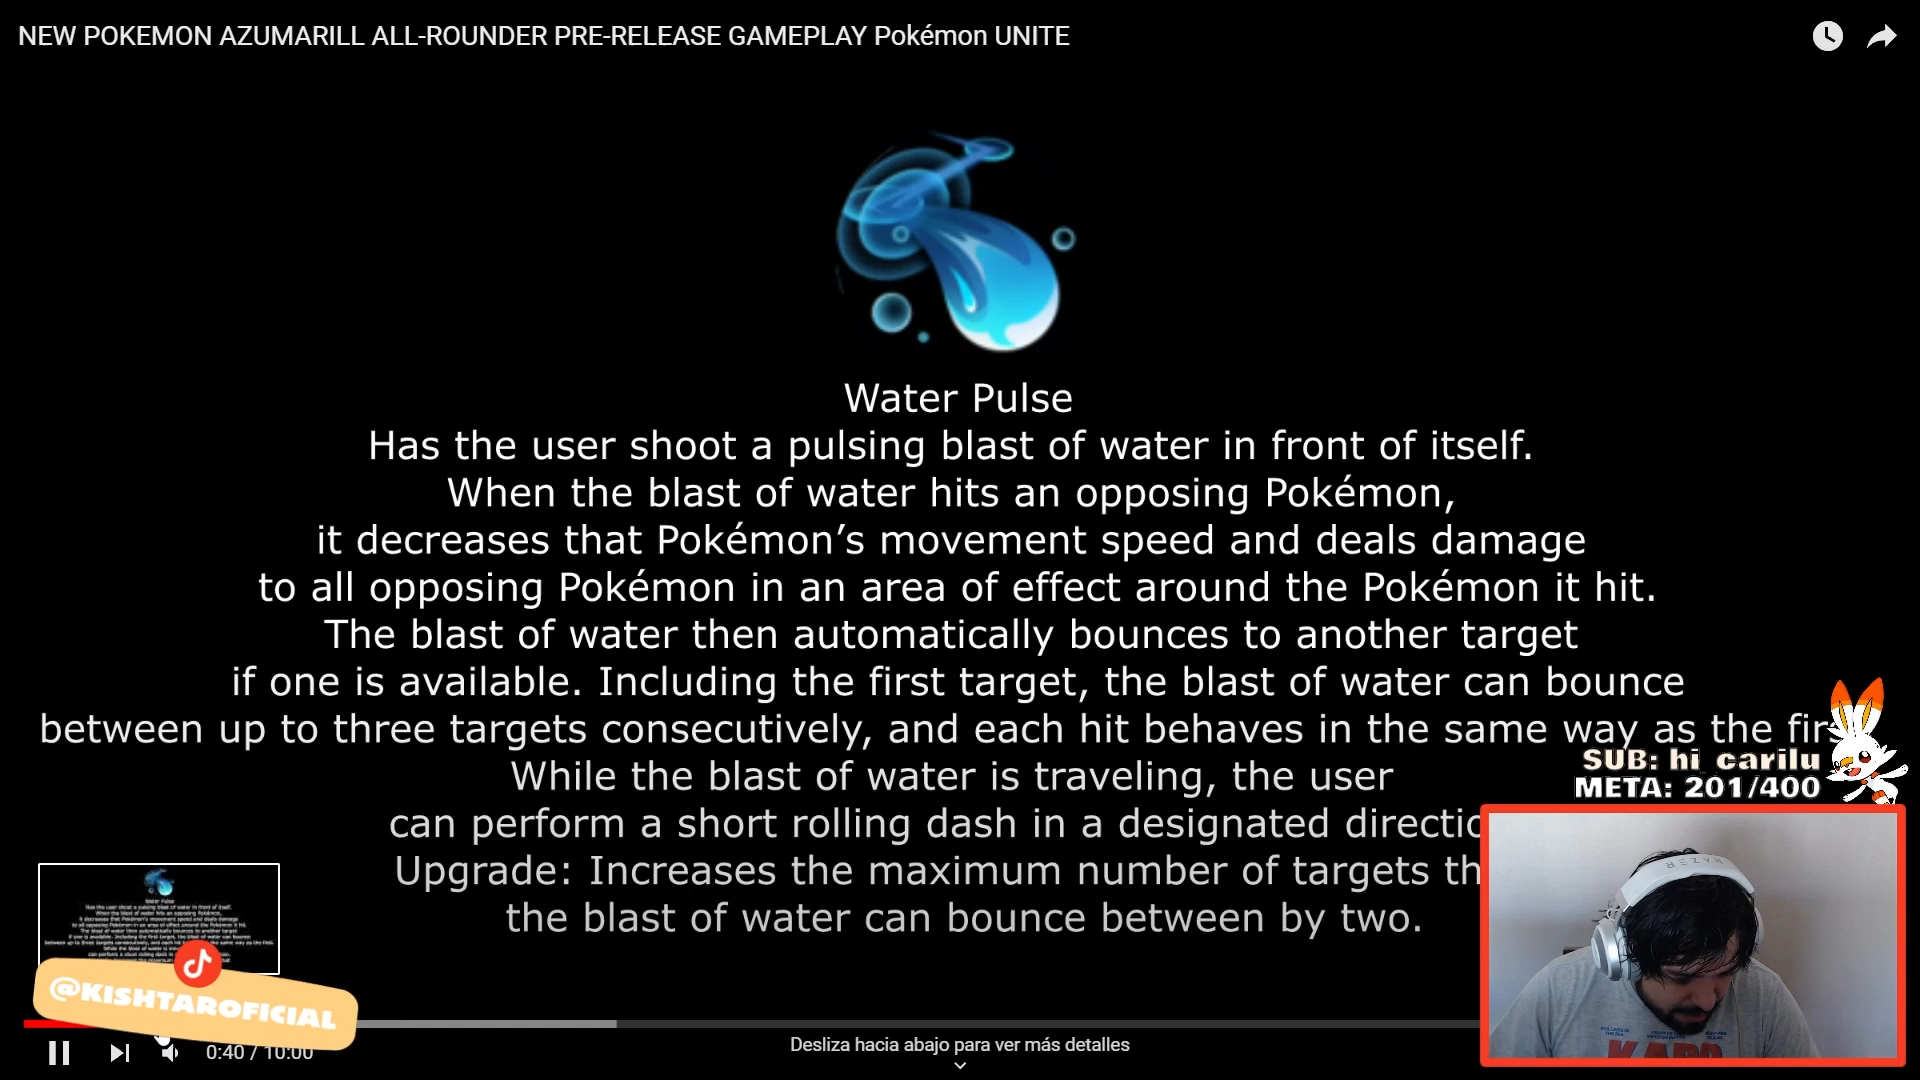 NEW POKEMON AZUMARILL ALL-ROUNDER PRE-RELEASE GAMEPLAY Pokémon UNITE
Water Pulse
Has the user shoot a pulsing blast of water in front of itself.
When the blast of water hits an opposing Pokémon,
it decreases that Pokémon’s movement speed and deals damage
to all opposing Pokémon in an area of effect around the Pokémon it hit.
The blast of water then automatically bounces to another target
if one is available. Including the first target, the blast of water can bounce
between up to three targets consecutively, and each hit behaves in the same way as the
While the blast of water is traveling, the user
can perform a short rolling dash in a designated
Upgrade: Increases the maximum number of targets
the blast of water can bounce between by two.
SUB: hi_carilu
META: 201/400
@KISHTAROFICIAL
0:40 / 10:00
Desliza hacia abajo para ver más detalles
RAZER